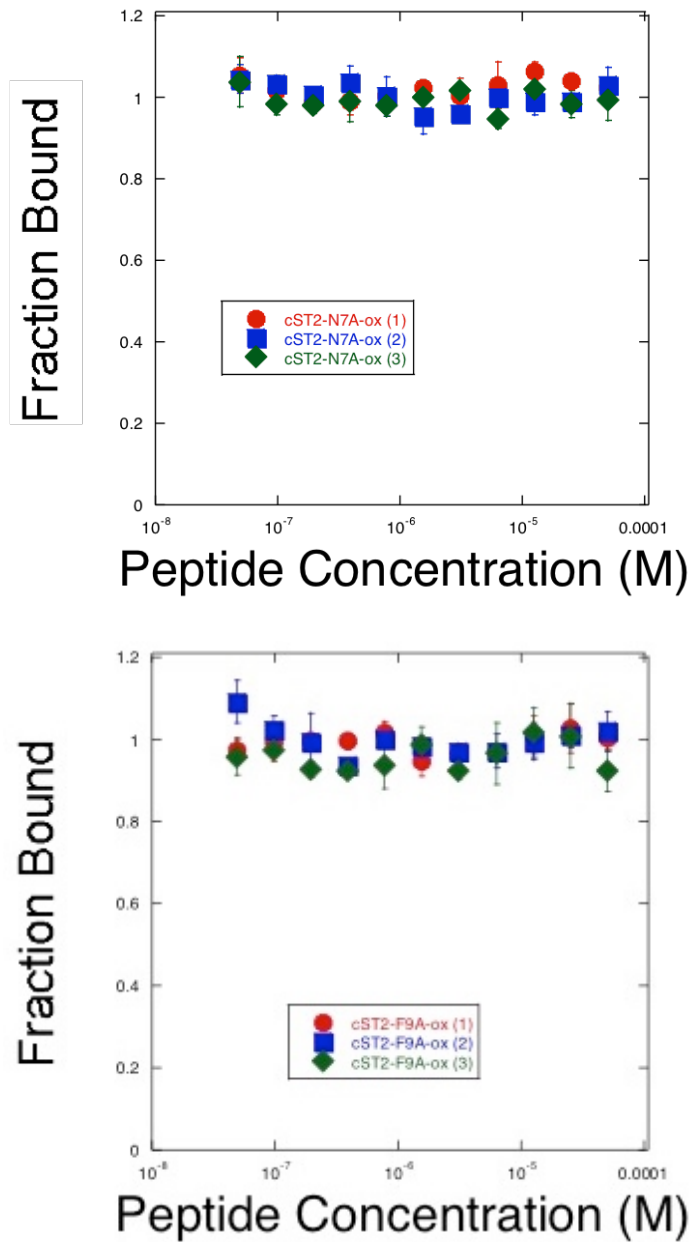 1.2
1
0.8
0.6
0.4
0.2
0
Fraction Bound
cST2-N7A-ox (1)
cST2-N7A-ox (2)
cST2-N7A-ox (3)
10-8
10-7
10-6
10-5
0.0001
Peptide Concentration (M)
1.2
1
0.8
0.6
0.4
0.2
0
Fraction Bound
cST2-F9A-ox (1)
cST2-F9A-ox (2)
cST2-F9A-ox (3)
10-8
10-7
10-6
10-5
0.0001
Peptide Concentration (M)